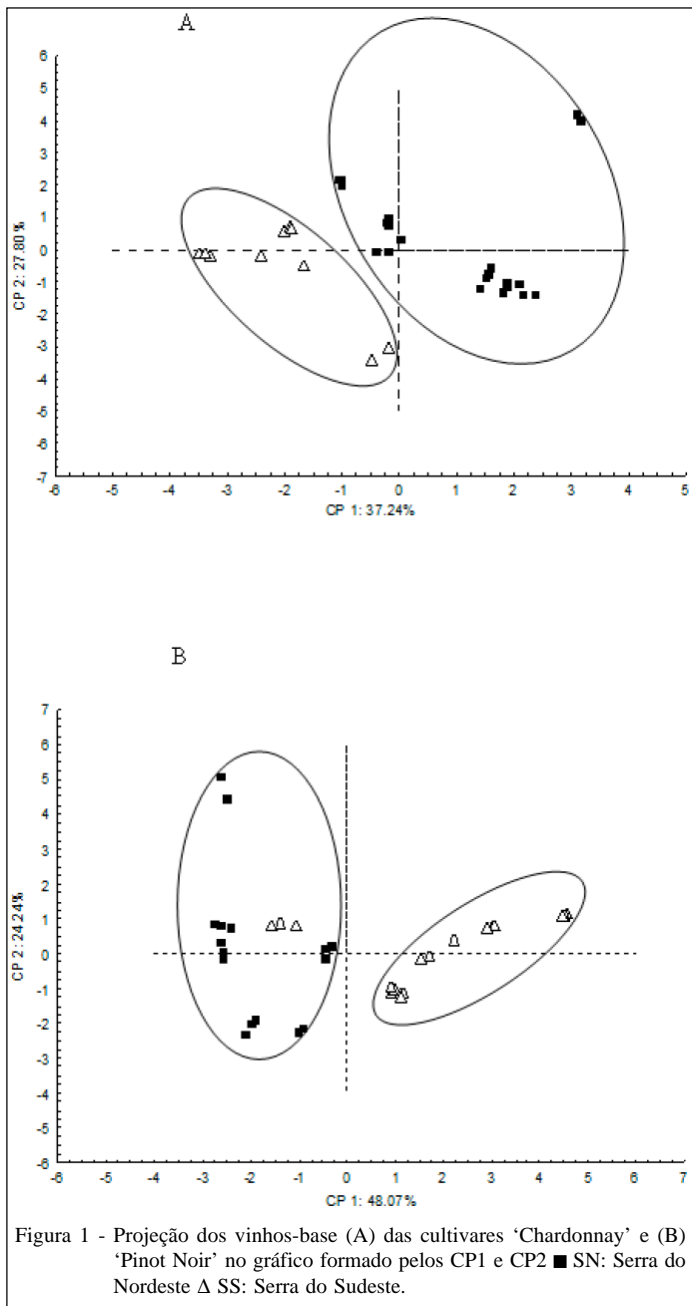 A
6
5
4
3
2
1
0
-1
-2
-3
-4
-5
-6
-7
CP 2: 27.80%
-6 -5 -4 -3 -2 -1 0 1 2 3 4 5
CP 1: 37.24%
B
7
6
5
4
3
2
1
0
-1
-2
-3
-4
-5
-6
CP 2: 24.24%
-6 -5 -4 -3 -2 -1 0 1 2 3 4 5 6 7
CP 1: 48.07%
Figura 1 - Projeção dos vinhos-base (A) das cultivares ‘Chardonnay’ e (B)
‘Pinot Noir’ no gráfico formado pelos CP1 e CP2 ■ SN: Serra do
Nordeste Δ SS: Serra do Sudeste.